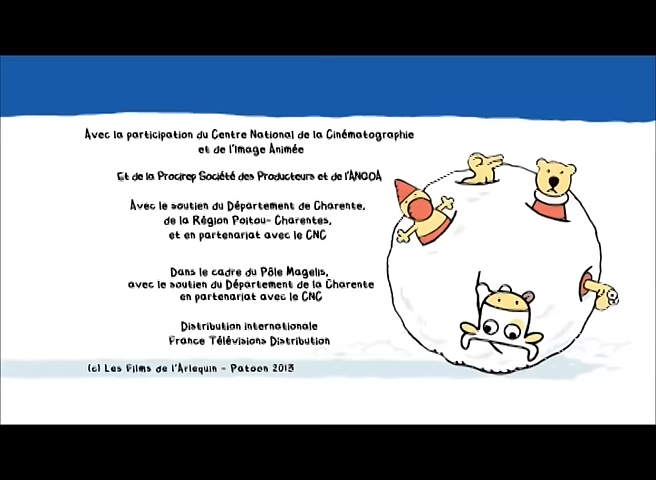 Avec la participation du Centre National de la Cinématographie
et de l'Image Animée
Et de la Procirep Société des Producteurs et de l'ANGOA
Avec le soutien du Département de Charente,
de la Région Poitou- Charentes,
et en partenariat avec le CNC
Dans le cadre du Pôle Magelis,
avec le soutien du Département de la Charente
en partenariat avec le CNC
Distribution internationale
France Télévisions Distribution
(c) Les Films de l'Arlequin - Patoon 2013